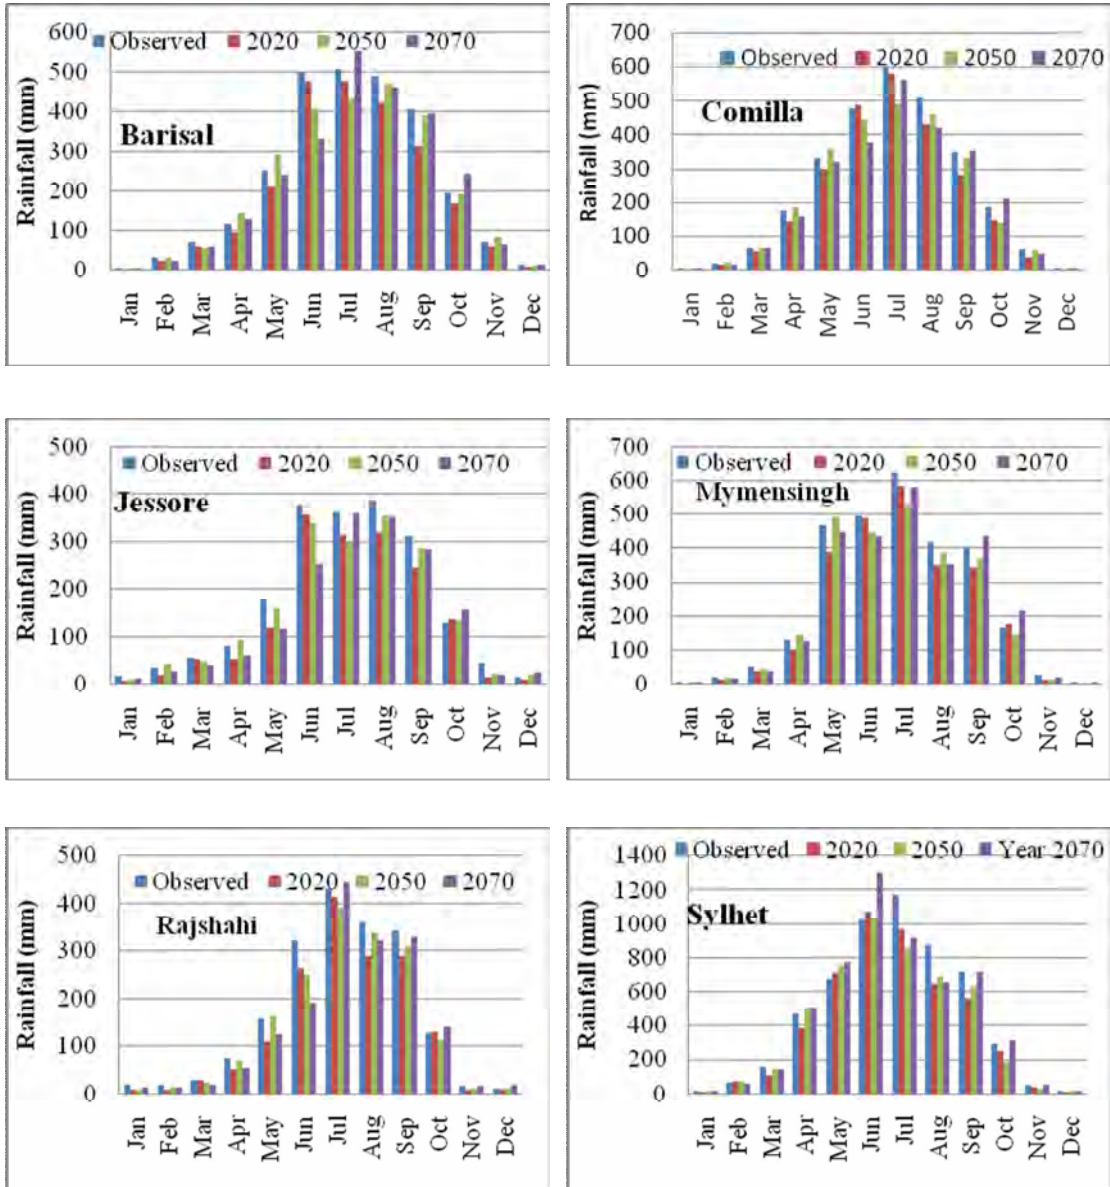 600
Observed 2020 2050 2070
500
400
Barisal
300
200
100
0
Rainfall (mm)
Jan Feb Mar Apr May Jun Jul Aug Sep Oct Nov Dec
700
Observed 2020 2050 2070
600
500
Comilla
400
300
200
100
0
Rainfall (mm)
Jan Feb Mar Apr May Jun Jul Aug Sep Oct Nov Dec
500
Observed 2020 2050 2070
400
Jessore
300
200
100
0
Rainfall (mm)
Jan Feb Mar Apr May Jun Jul Aug Sep Oct Nov Dec
700
Observed 2020 2050 2070
600
Mymensingh
500
400
300
200
100
0
Rainfall (mm)
Jan Feb Mar Apr May Jun Jul Aug Sep Oct Nov Dec
500
Observed 2020 2050 2070
400
Rajshahi
300
200
100
0
Rainfall (mm)
Jan Feb Mar Apr May Jun Jul Aug Sep Oct Nov Dec
1400
Observed 2020 2050 Year 2070
1200
Sylhet
1000
800
600
400
200
0
Rainfall (mm)
Jan Feb Mar Apr May Jun Jul Aug Sep Oct Nov Dec